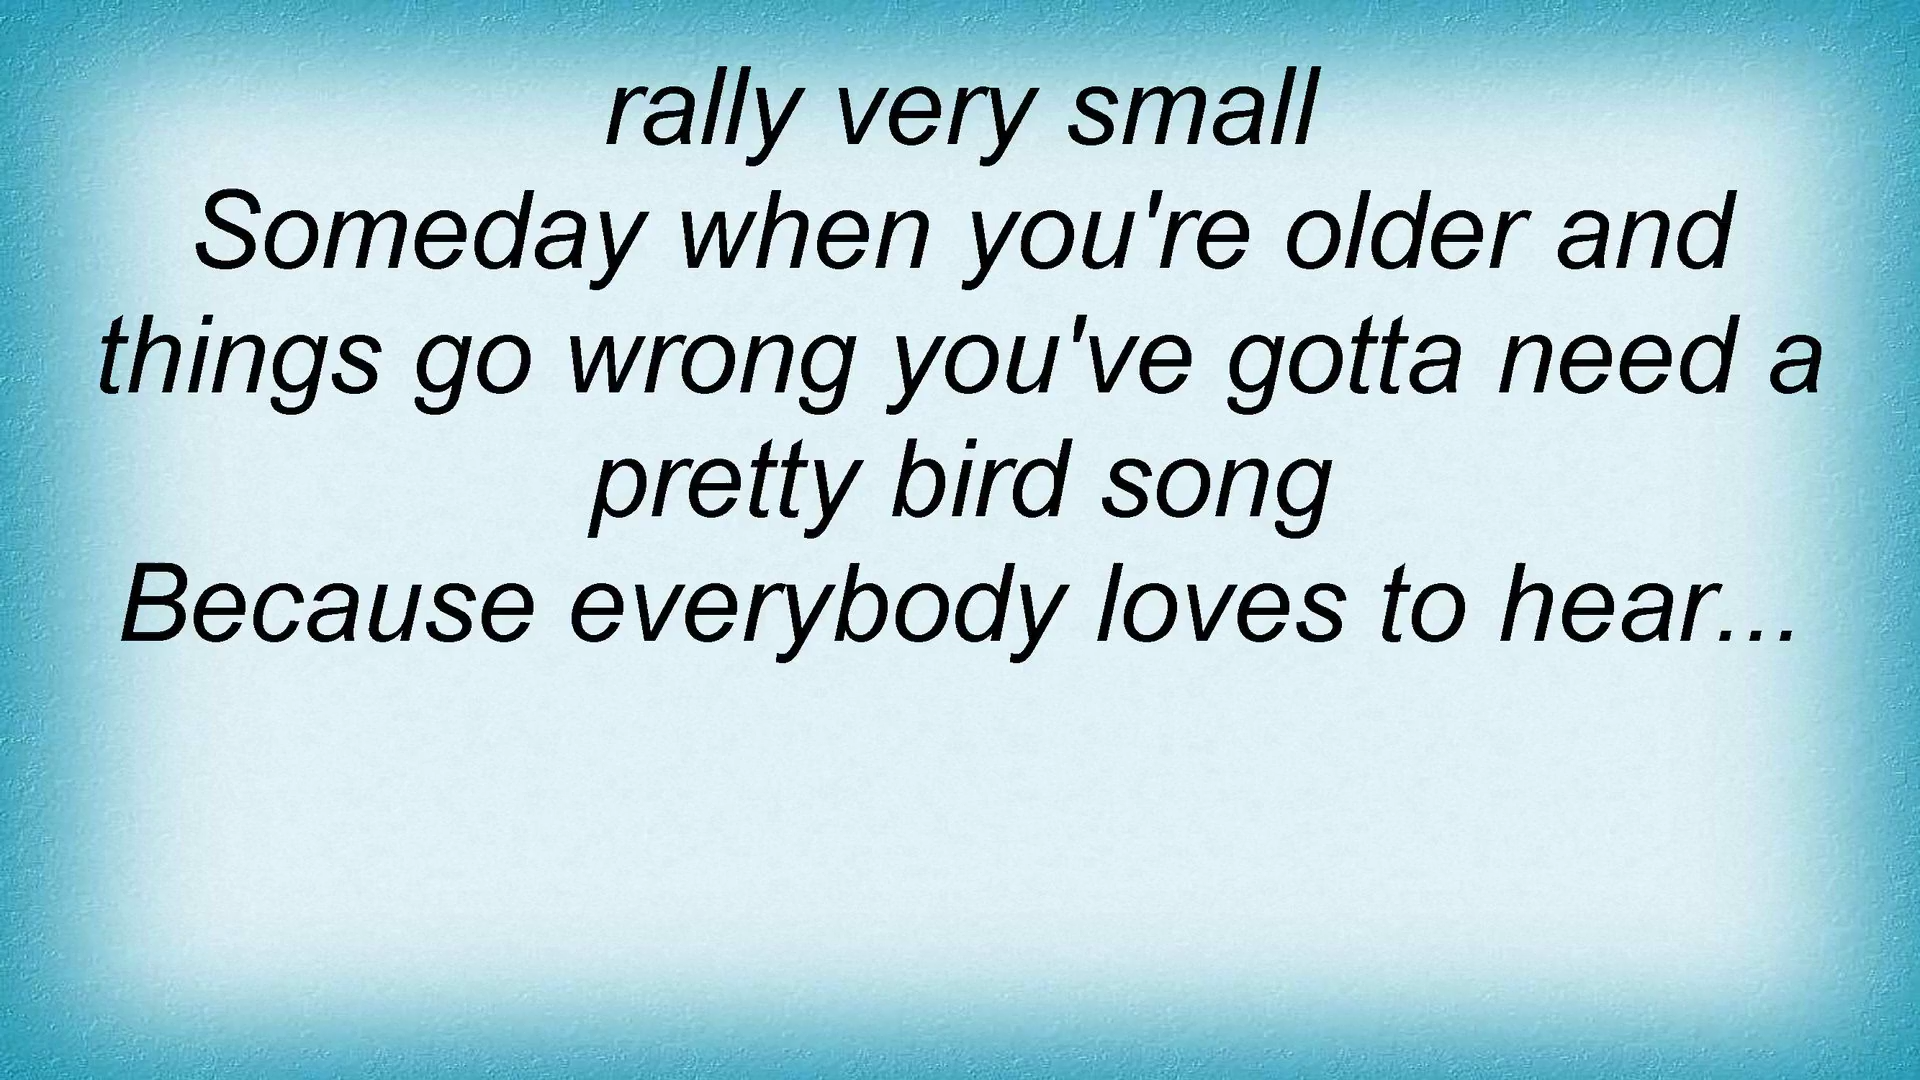 rally very small
Someday when you're older and
things go wrong you've gotta need a
pretty bird song
Because everybody loves to hear...